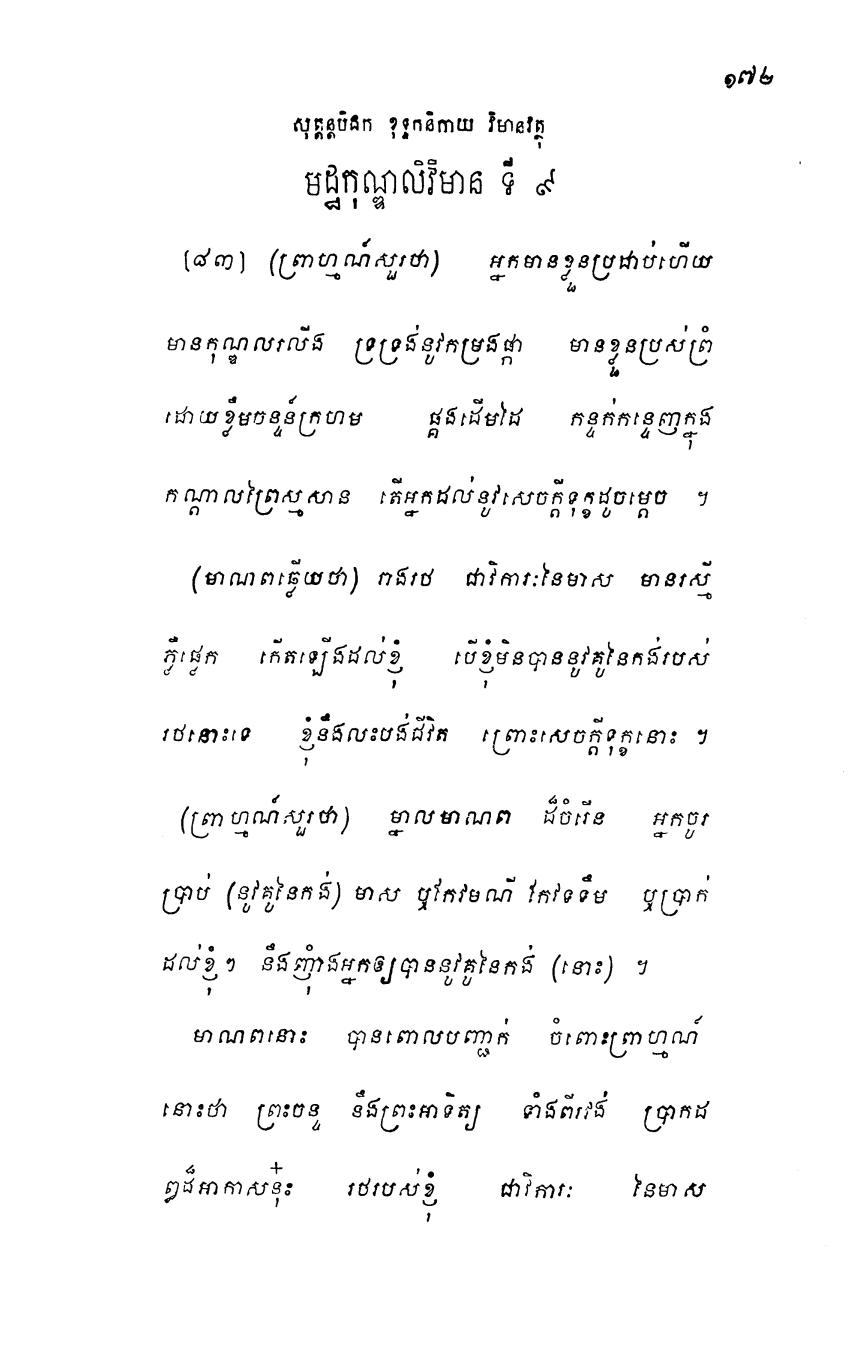 ១៧២
សុត្តន្តបិដក ខុទ្ទកនិកាយ វិមានវត្ថុ
មដ្ឋកុណ្ឌលិវិមាន ទី ៩
[៨៣] (ព្រាហ្មណ៍សួរថា) អ្នកមានខ្លួនប្រដាប់ហើយ
មានកុណ្ឌលរលើង ទ្រទ្រង់នូវកម្រងផ្កា មានខ្លួនប្រស់ព្រំ
ដោយខ្លឹមចន្ទន៍ក្រហម ផ្គងដើមដៃ កន្ទក់កន្ទេញក្នុង
កណ្តាលព្រៃស្មសាន តើអ្នកដល់នូវសេចក្តីទុក្ខដូចម្តេច ។
(មាណពឆ្លើយថា) រាងរថ ជាវិការៈនៃមាស មានរស្មី
ភ្លឺផ្លេក កើតឡើងដល់ខ្ញុំ បើខ្ញុំមិនបាននូវគូនៃកង់របស់
រថនោះទេ ខ្ញុំនឹងលះបង់ជីវិត ព្រោះសេចក្តីទុក្ខនោះ ។
(ព្រាហ្មណ៍សួរថា) ម្នាលមាណព ដ៏ចំរើន អ្នកចូរ
ប្រាប់ (នូវគូនៃកង់) មាស ឬកែវមណី កែវទទឹម ឬប្រាក់
ដល់ខ្ញុំៗ នឹងញ៉ាំងអ្នកឲ្យបាននូវគូនៃកង់ (នោះ) ។
មាណពនោះ បានពោលបញ្ជាក់ ចំពោះព្រាហ្មណ៍
នោះថា ព្រះចន្ទ នឹងព្រះអាទិត្យ ទាំងពីរវង់ ប្រាកដ
ឰដ៏អាកាសនុ៎ះ រថរបស់ខ្ញុំ ជាវិការៈ នៃមាស